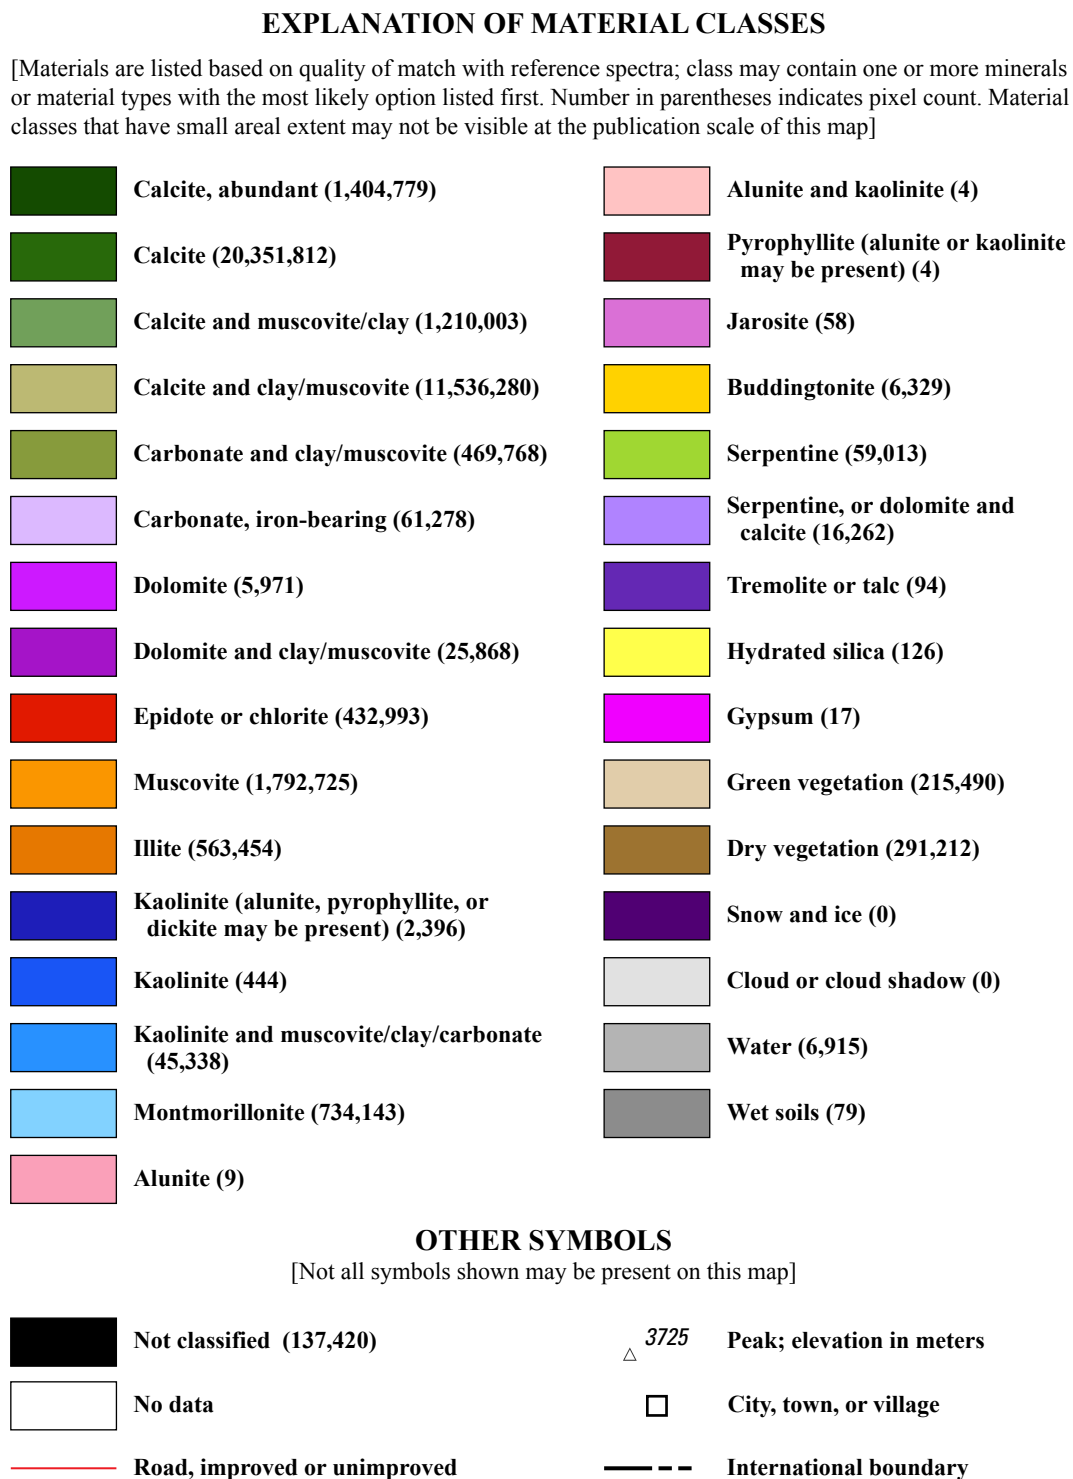 EXPLANATION OF MATERIAL CLASSES
[Materials are listed based on quality of match with reference spectra; class may contain one or more minerals
or material types with the most likely option listed first. Number in parentheses indicates pixel count. Material
classes that have small areal extent may not be visible at the publication scale of this map]
Calcite, abundant (1,404,779)
Calcite (20,351,812)
Calcite and muscovite/clay (1,210,003)
Calcite and clay/muscovite (11,536,280)
Carbonate and clay/muscovite (469,768)
Carbonate, iron-bearing (61,278)
Dolomite (5,971)
Dolomite and clay/muscovite (25,868)
Epidote or chlorite (432,993)
Muscovite (1,792,725)
Illite (563,454)
Kaolinite (alunite, pyrophyllite, or
dickite may be present) (2,396)
Kaolinite (444)
Kaolinite and muscovite/clay/carbonate
(45,338)
Montmorillonite (734,143)
Alunite (9)
Alunite and kaolinite (4)
Pyrophyllite (alunite or kaolinite
may be present) (4)
Jarosite (58)
Buddingtonite (6,329)
Serpentine (59,013)
Serpentine, or dolomite and
calcite (16,262)
Tremolite or talc (94)
Hydrated silica (126)
Gypsum (17)
Green vegetation (215,490)
Dry vegetation (291,212)
Snow and ice (0)
Cloud or cloud shadow (0)
Water (6,915)
Wet soils (79)
OTHER SYMBOLS
[Not all symbols shown may be present on this map]
Not classified (137,420)
No data
Road, improved or unimproved
3725 Peak; elevation in meters
City, town, or village
International boundary